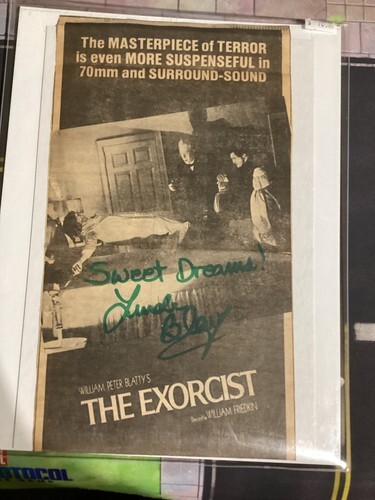 The MASTERPIECE of TERROR
is even MORE SUSPENSEFUL in
70mm and SURROUND-SOUND
Sweet Dreams!
Linda
Blair
WILLIAM PETER BLATTY'S
THE EXORCIST
Directed by WILLIAM FRIEDKIN
OTOCOL